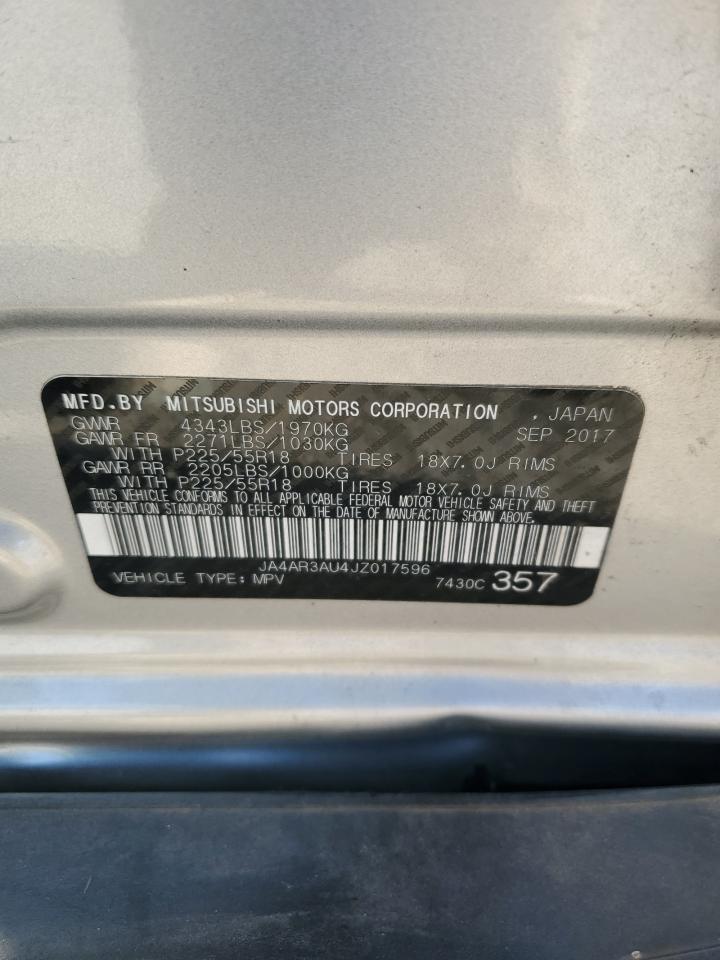 MFD.BY MITSUBISHI MOTORS CORPORATION , JAPAN
GVWR 4343LBS/1970KG SEP 2017
GAWR FR 2271LBS/1030KG
WITH P225/55R18 TIRES 18X7.0J RIMS
GAWR RR 2205LBS/1000KG
WITH P225/55R18 TIRES 18X7.0J RIMS
THIS VEHICLE CONFORMS TO ALL APPLICABLE FEDERAL MOTOR VEHICLE SAFETY AND THEFT
PREVENTION STANDARDS IN EFFECT ON THE DATE OF MANUFACTURE SHOWN ABOVE.
JA4AR3AU4JZ017596
VEHICLE TYPE: MPV 7430C 357